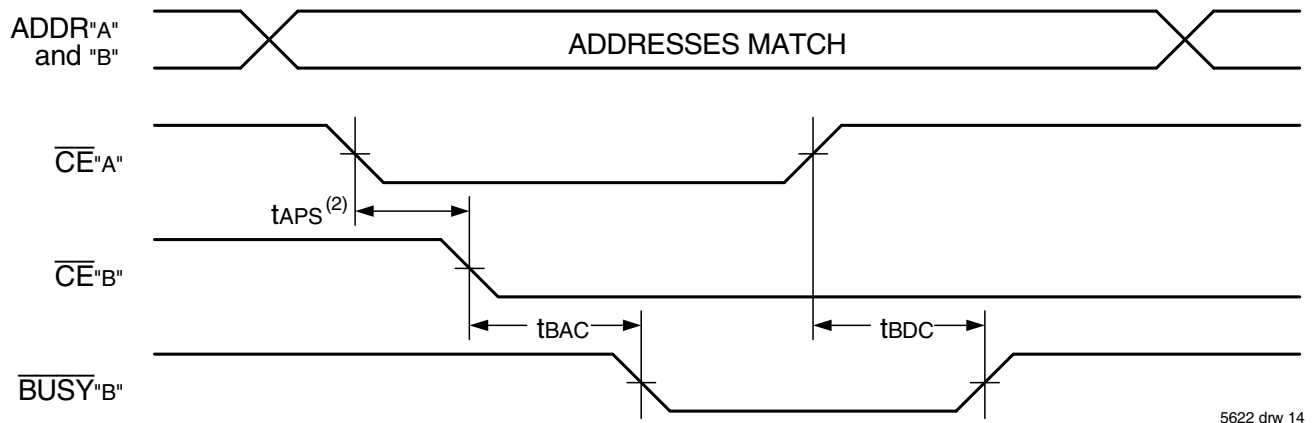 ADDR"A"
and "B"
ADDRESSES MATCH
CE"A"
tAPS(2)
CE"B"
tBAC
tBDC
BUSY"B"
5622 drw 14